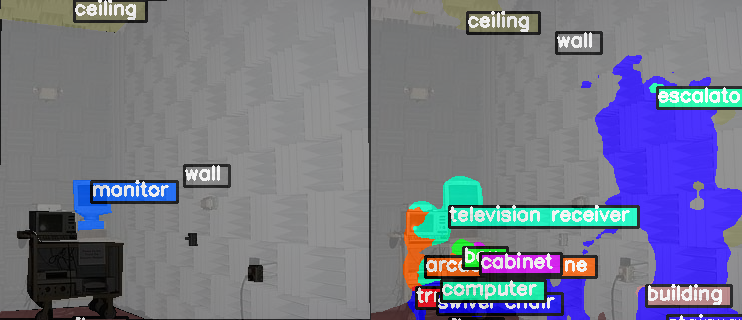 ceiling
wall
monitor
ceiling
wall
escalato
television receiver
cabinet
ne
computer
swivel chair
building